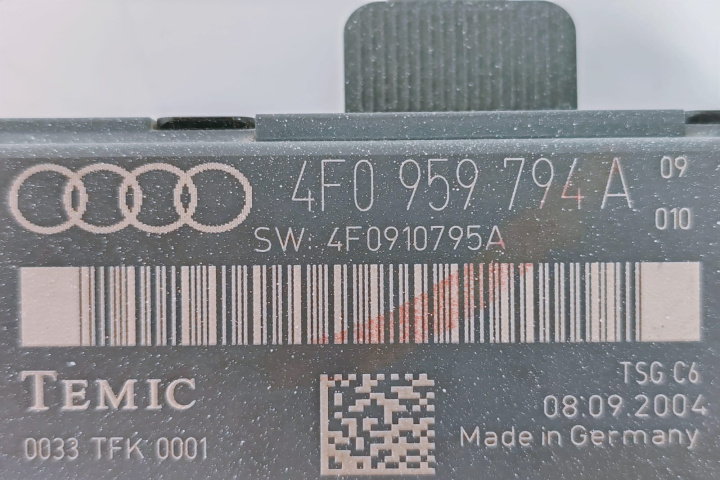 4F0 959 794 A 09
010
SW: 4F0910795A
TEMIC
TSG C6
08.09.2004
0033 TFK 0001
Made in Germany